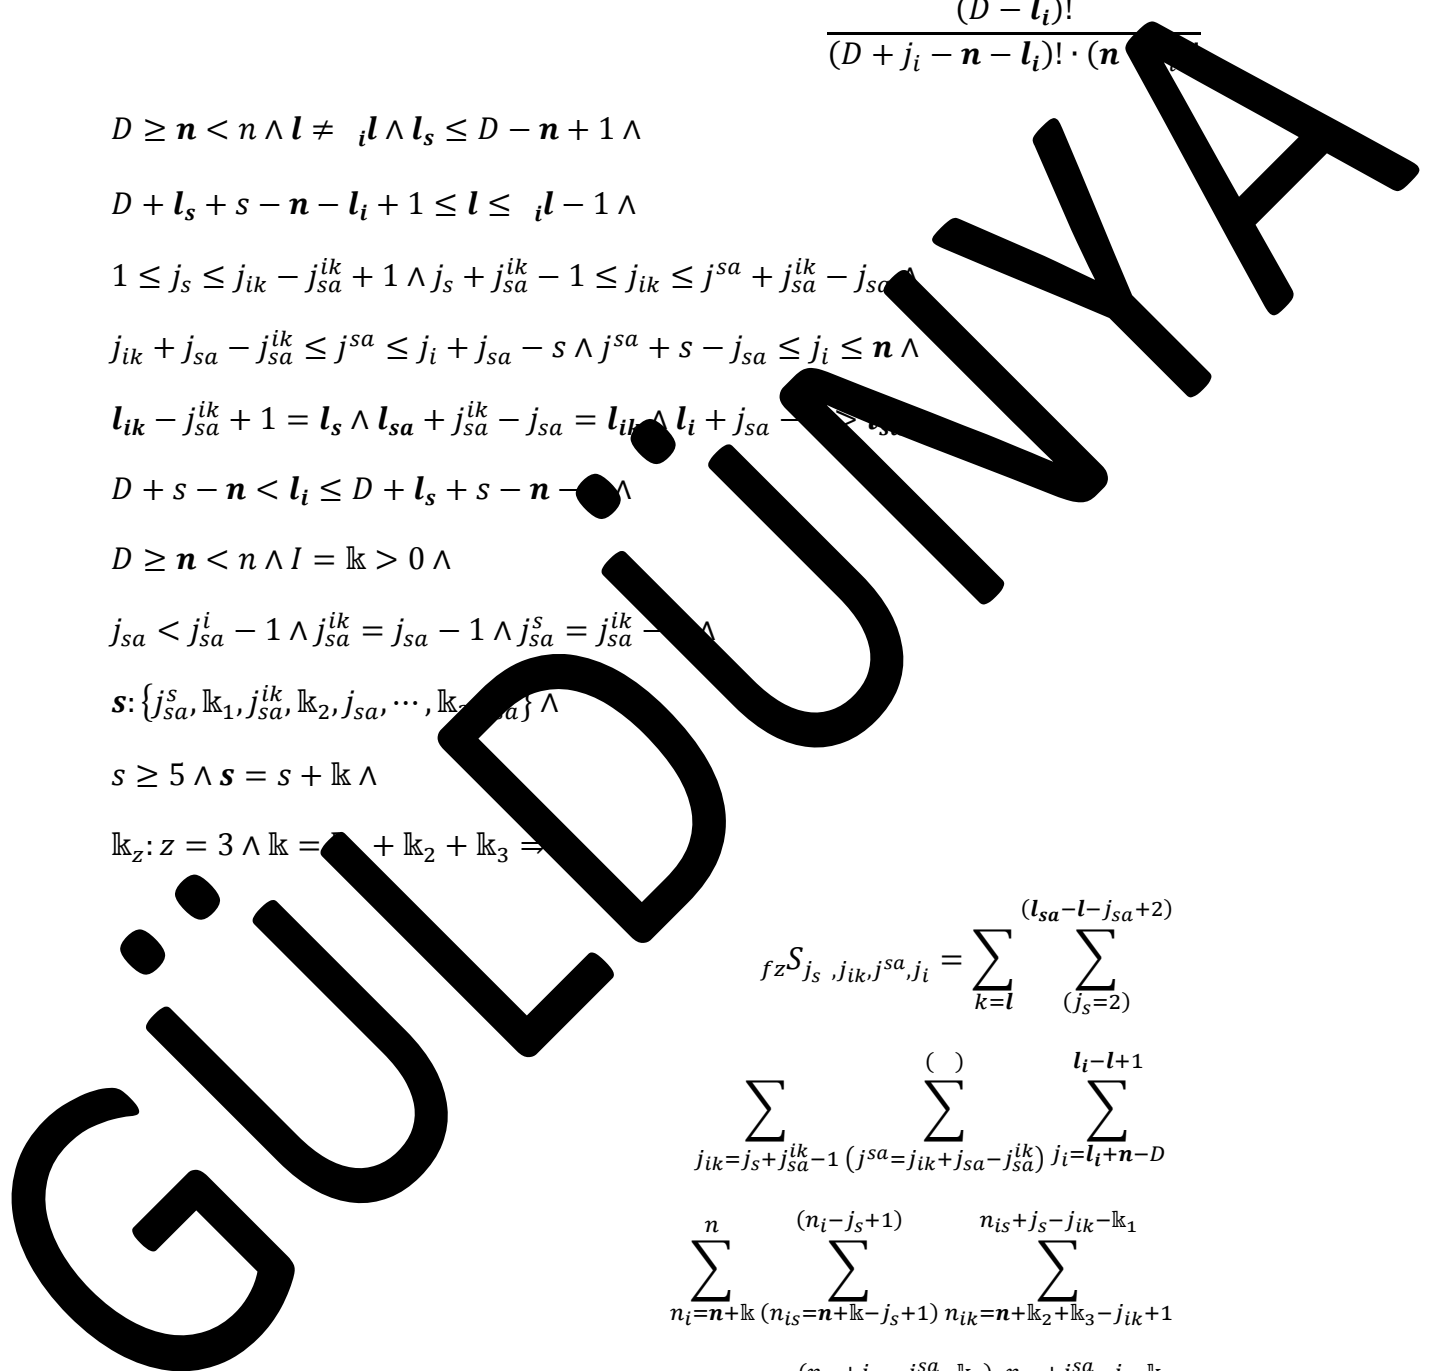 (D − l_i)!
(D + j_i − n − l_i)! · (n
D ≥ n < n ∧ l ≠ _il ∧ l_s ≤ D − n + 1 ∧
D + l_s + s − n − l_i + 1 ≤ l ≤ _il − 1 ∧
1 ≤ j_s ≤ j_ik − j_sa^ik + 1 ∧ j_s + j_sa^ik − 1 ≤ j_ik ≤ j^sa + j_sa^ik − j_sa ∧
j_ik + j_sa − j_sa^ik ≤ j^sa ≤ j_i + j_sa − s ∧ j^sa + s − j_sa ≤ j_i ≤ n ∧
l_ik − j_sa^ik + 1 = l_s ∧ l_sa + j_sa^ik − j_sa = l_ik ∧ l_i + j_sa − > l_sa
D + s − n < l_i ≤ D + l_s + s − n − ∧
D ≥ n < n ∧ I = 𝕜 > 0 ∧
j_sa < j_sa^i − 1 ∧ j_sa^ik = j_sa − 1 ∧ j_sa^s = j_sa^ik − ∧
s: {j_sa^s, 𝕜_1, j_sa^ik, 𝕜_2, j_sa, ⋯ , 𝕜 } ∧
s ≥ 5 ∧ s = s + 𝕜 ∧
𝕜_z: z = 3 ∧ 𝕜 = + 𝕜_2 + 𝕜_3 ⇒
(l_sa−l−j_sa+2)
_fzS_{j_s ,j_ik,j^sa,j_i} = ∑ ∑
k=l (j_s=2)
( ) l_i−l+1
∑ ∑ ∑
j_ik=j_s+j_sa^ik−1 (j^sa=j_ik+j_sa−j_sa^ik) j_i=l_i+n−D
n (n_i−j_s+1) n_is+j_s−j_ik−𝕜_1
∑ ∑ ∑
n_i=n+𝕜 (n_is=n+𝕜−j_s+1) n_ik=n+𝕜_2+𝕜_3−j_ik+1
GÜLDÜNYA